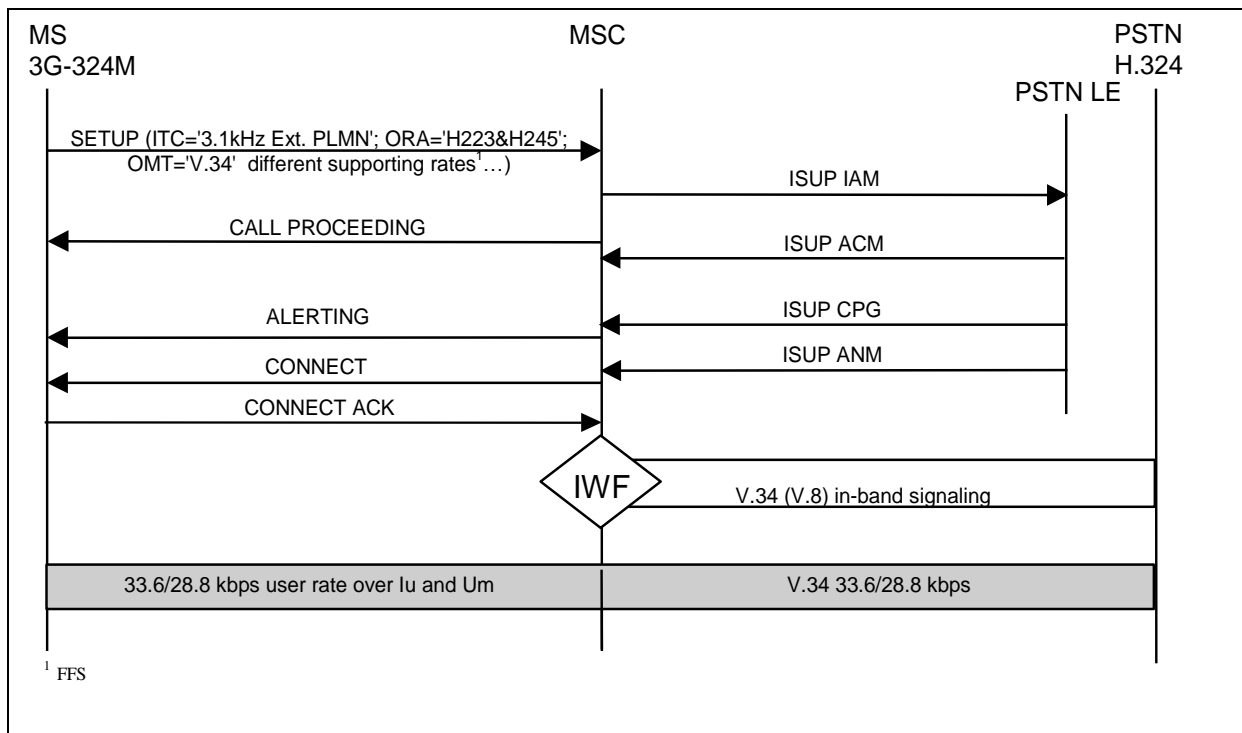 MS
3G-324M
MSC
PSTN
H.324
PSTN LE
SETUP (ITC='3.1kHz Ext. PLMN'; ORA='H223&H245';
OMT='V.34' different supporting rates¹…)
ISUP IAM
CALL PROCEEDING
ISUP ACM
ALERTING
ISUP CPG
CONNECT
ISUP ANM
CONNECT ACK
IWF
V.34 (V.8) in-band signaling
33.6/28.8 kbps user rate over Iu and Um
V.34 33.6/28.8 kbps
¹ FFS